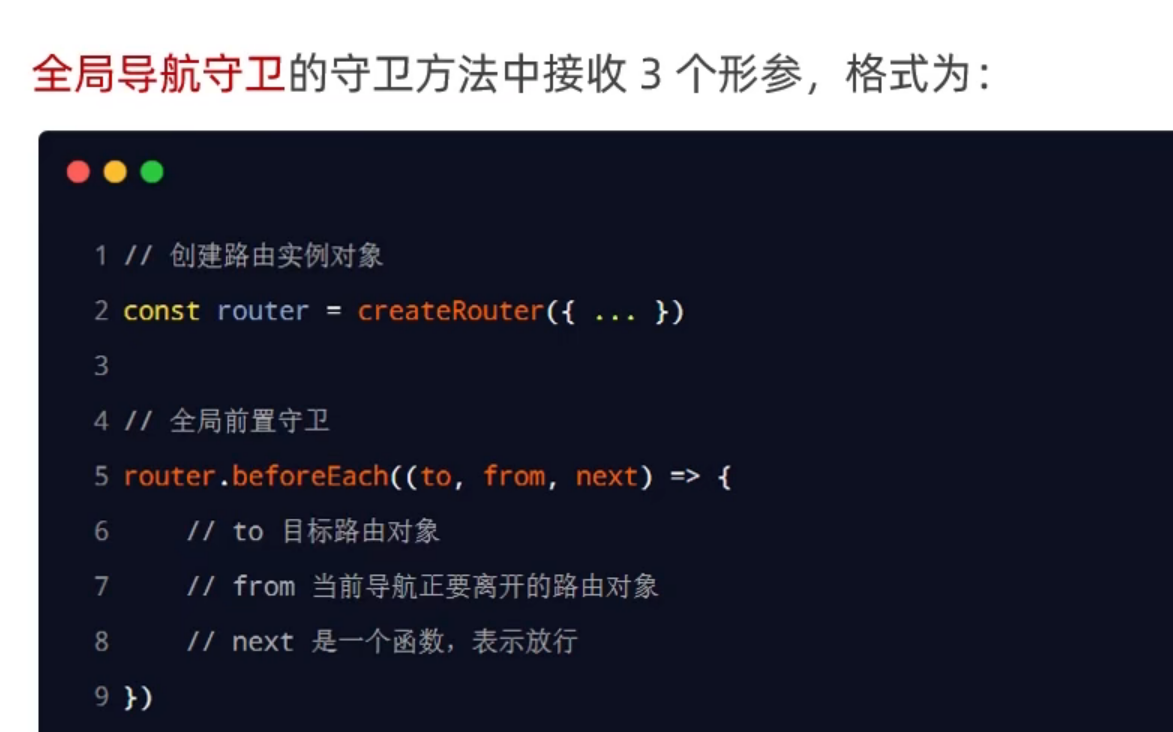 全局导航守卫的守卫方法中接收 3 个形参，格式为：
1 // 创建路由实例对象
2 const router = createRouter({ ... })
3
4 // 全局前置守卫
5 router.beforeEach((to, from, next) => {
6     // to 目标路由对象
7     // from 当前导航正要离开的路由对象
8     // next 是一个函数，表示放行
9 })